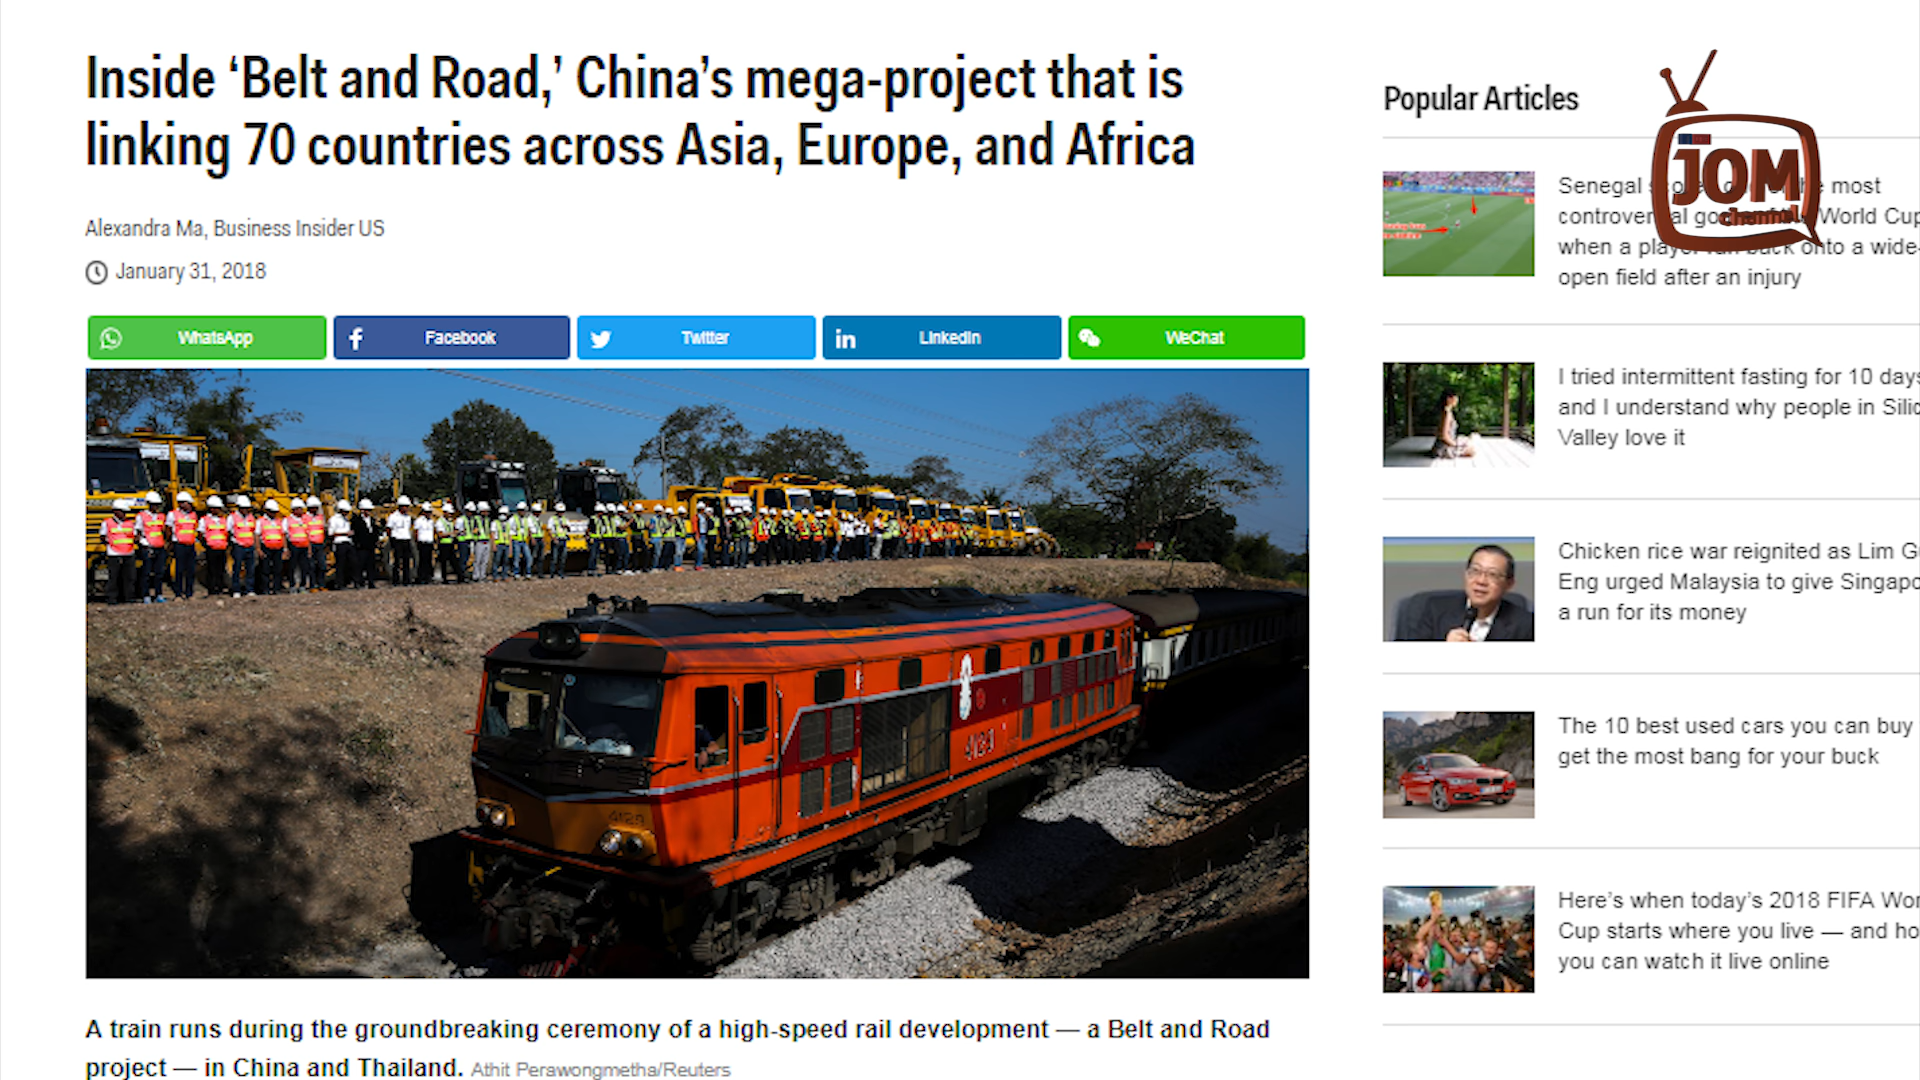 Inside ‘Belt and Road,’ China’s mega-project that is
linking 70 countries across Asia, Europe, and Africa
Alexandra Ma, Business Insider US
January 31, 2018
WhatsApp
Facebook
Twitter
LinkedIn
WeChat
4129
4129
A train runs during the groundbreaking ceremony of a high-speed rail development — a Belt and Road
project — in China and Thailand. Athit Perawongmetha/Reuters
Popular Articles
JOM
channel
Senegal most
World Cup
when a onto a wide-
open field after an injury
I tried intermittent fasting for 10 days
and I understand why people in Silic
Valley love it
Chicken rice war reignited as Lim G
Eng urged Malaysia to give Singapo
a run for its money
The 10 best used cars you can buy
get the most bang for your buck
Here’s when today’s 2018 FIFA Wor
Cup starts where you live — and ho
you can watch it live online